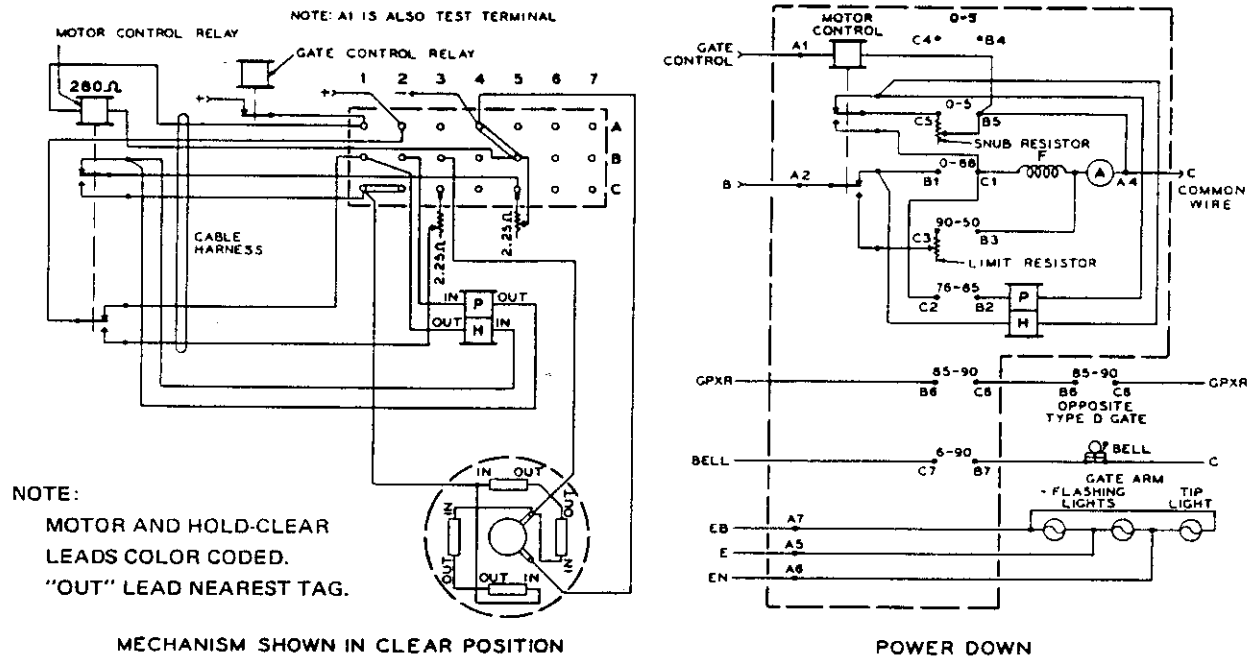 NOTE: A1 IS ALSO TEST TERMINAL
MOTOR CONTROL RELAY
GATE CONTROL RELAY
260Ω
+
+
-
1 2 3 4 5 6 7
A
B
C
CABLE HARNESS
2.25Ω
2.25Ω
IN P OUT
OUT H IN
IN OUT
IN OUT
OUT IN
OUT IN
NOTE:
MOTOR AND HOLD-CLEAR
LEADS COLOR CODED.
"OUT" LEAD NEAREST TAG.
MECHANISM SHOWN IN CLEAR POSITION
MOTOR
CONTROL
0-5
C4 B4
GATE
CONTROL
A1
0-5
C5 B5
SNUB RESISTOR
F
B A2
0-88
B1 C1
A
A4
C
COMMON
WIRE
90-50
C3 B3
LIMIT RESISTOR
76-85
C2 B2
P
H
GPXR
85-90
B6 C6
85-90
B6 C6
GPXR
OPPOSITE
TYPE D GATE
BELL
6-90
C7 B7
BELL
C
GATE ARM
FLASHING
LIGHTS
TIP
LIGHT
EB A7
E A5
EN A6
POWER DOWN